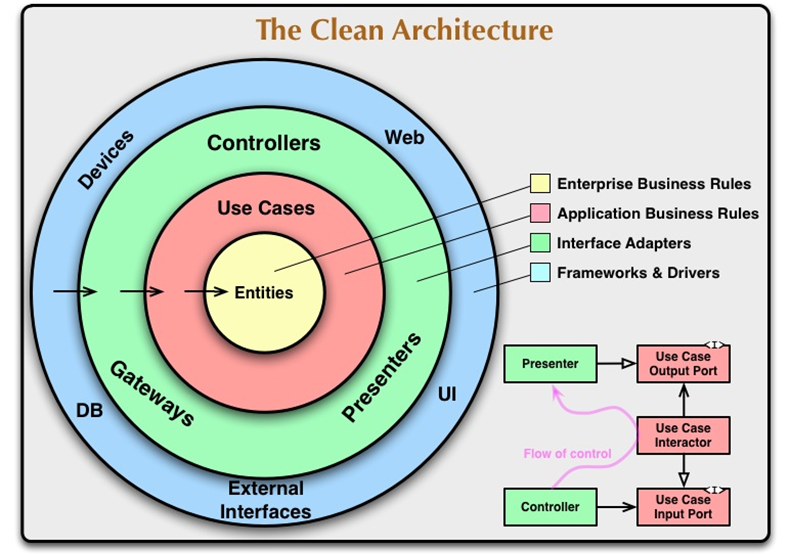 The Clean Architecture
Devices
Controllers
Web
Use Cases
Entities
Gateways
Presenters
DB
UI
External
Interfaces
Enterprise Business Rules
Application Business Rules
Interface Adapters
Frameworks & Drivers
Presenter
<I>
Use Case
Output Port
Use Case
Interactor
Flow of control
Controller
<I>
Use Case
Input Port